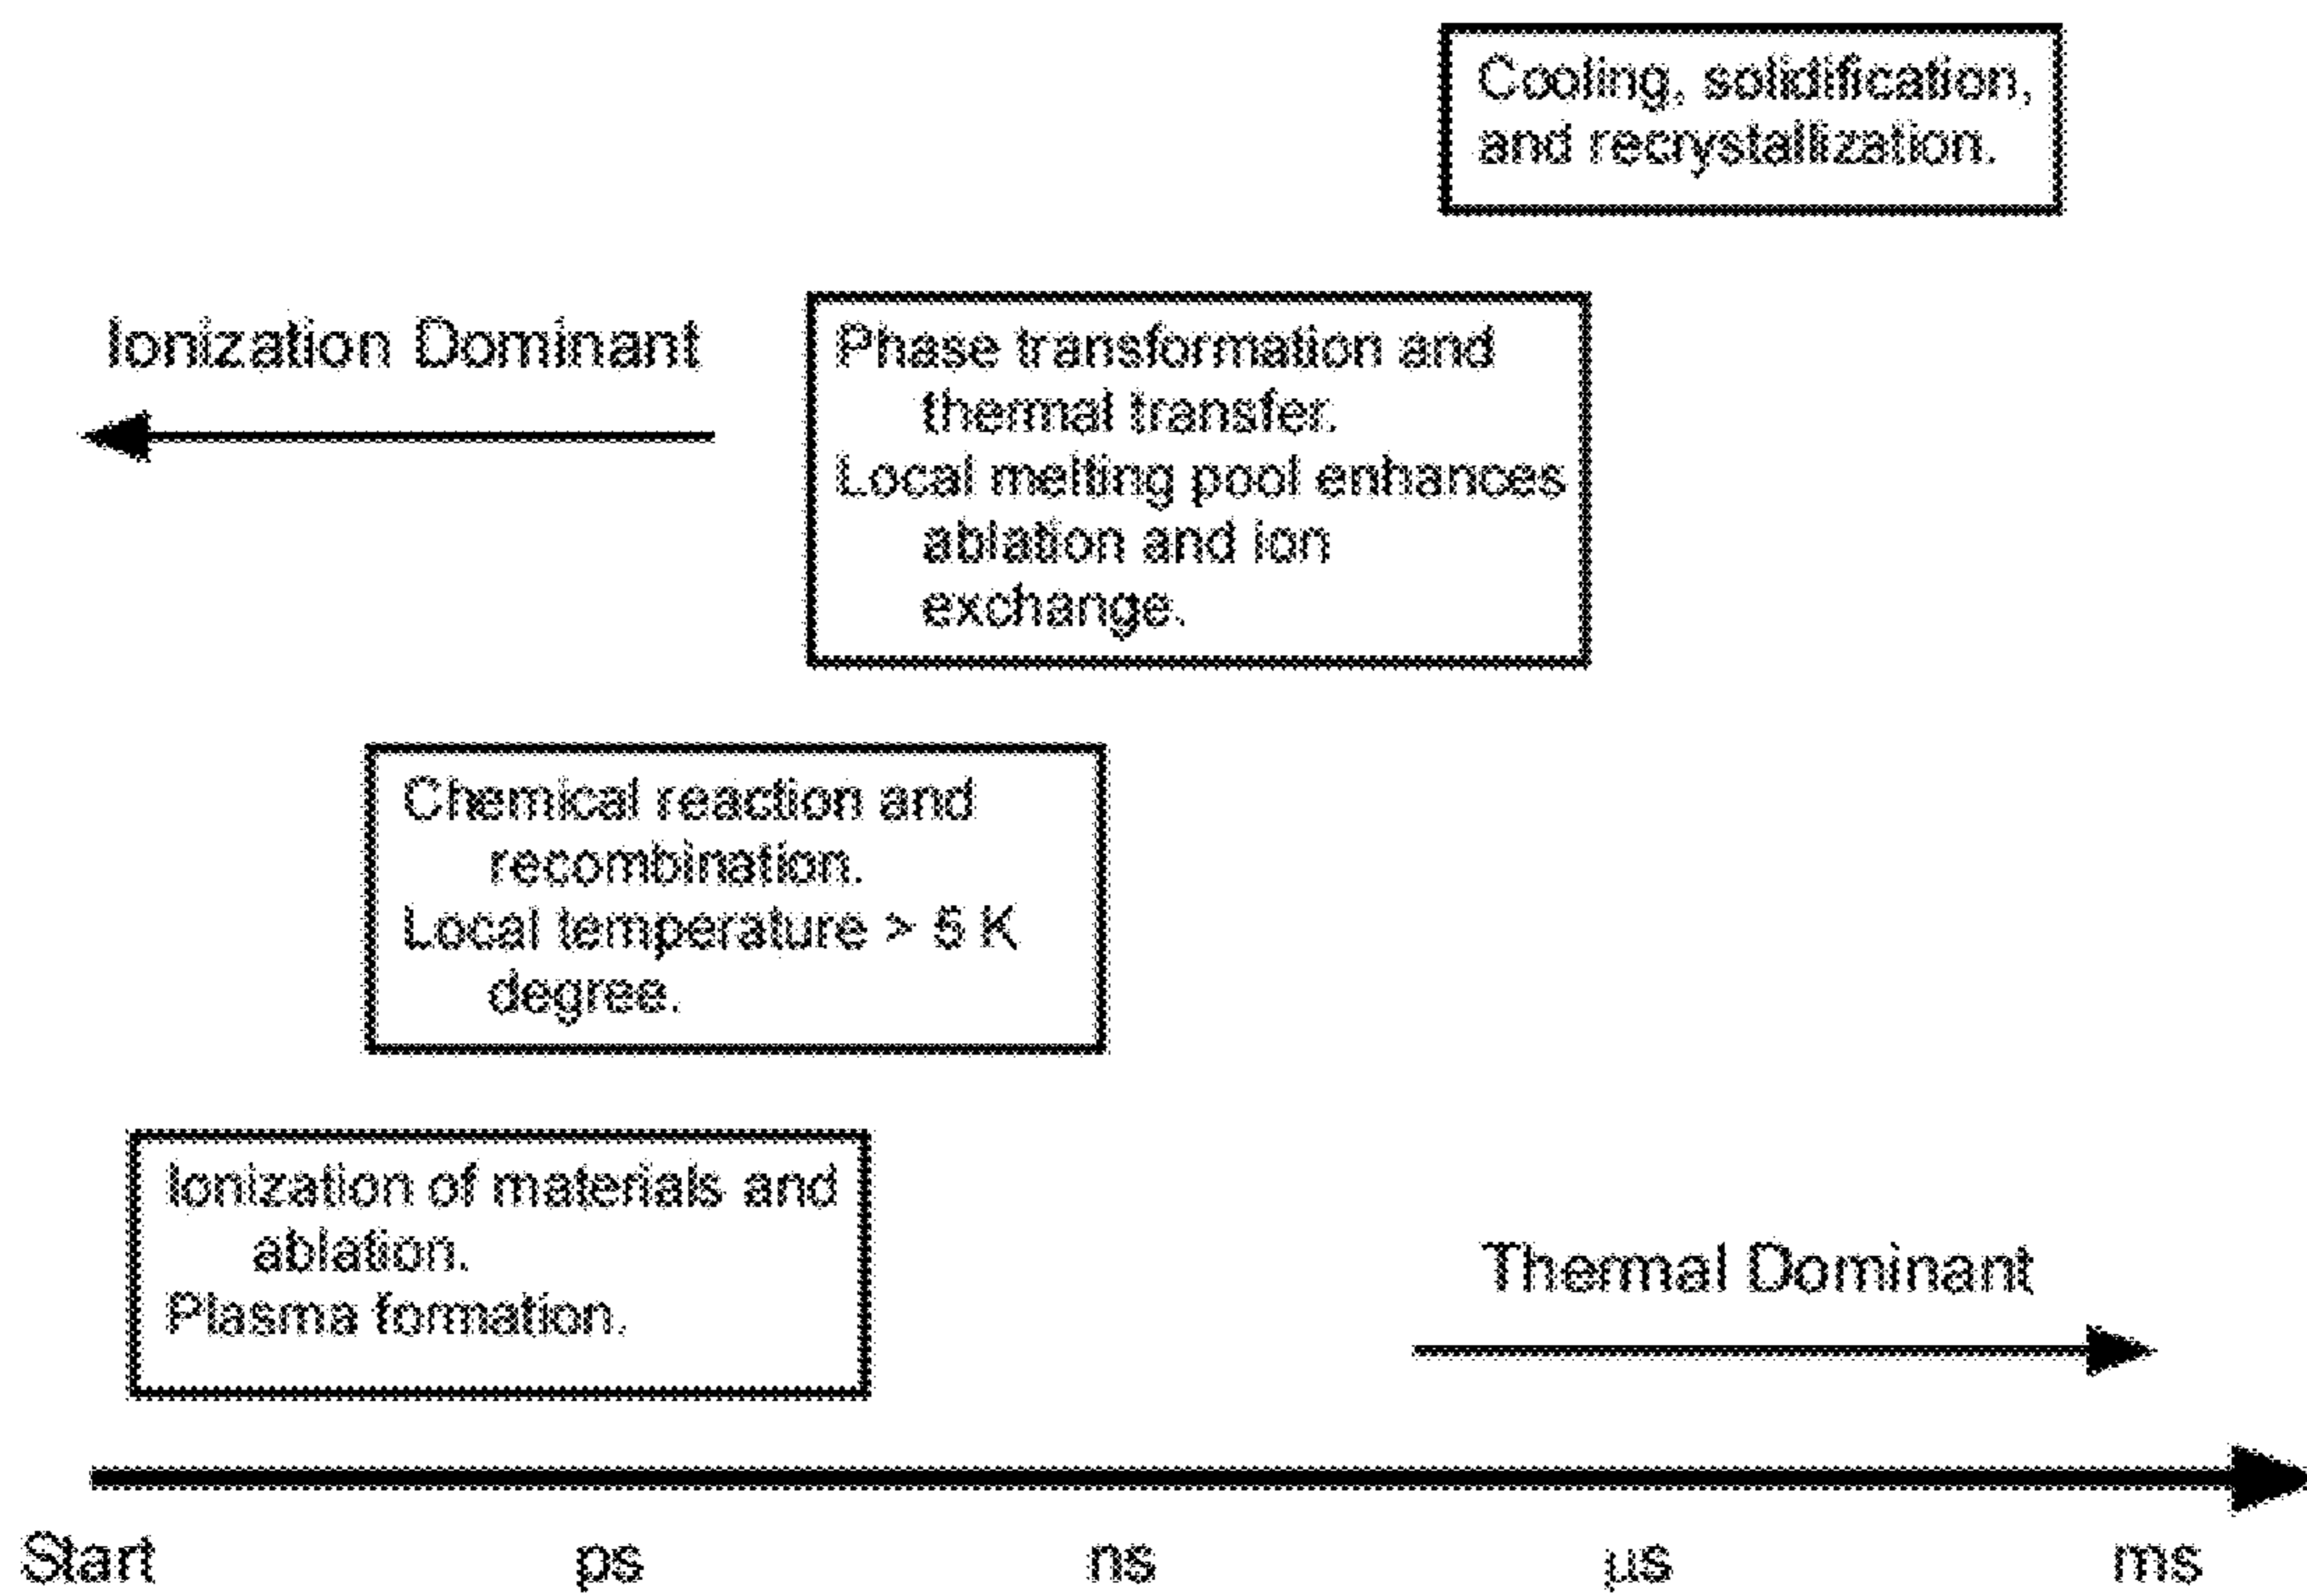 Cooling, solidification,
and recrystallization.
Ionization Dominant
Phase transformation and
thermal transfer.
Local melting pool enhances
ablation and ion
exchange.
Chemical reaction and
recombination.
Local temperature > 5 K
degree.
Ionization of materials and
ablation.
Plasma formation.
Thermal Dominant
Start ps ns µs ms